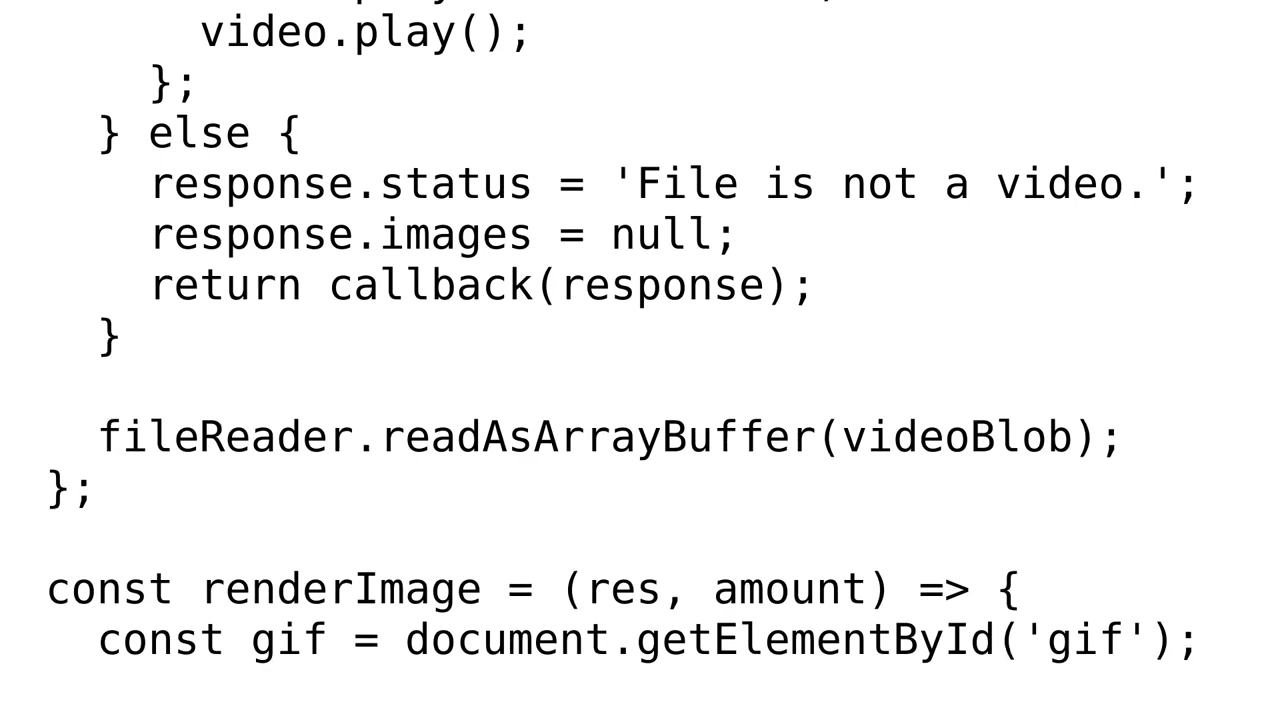 video.play();
};
} else {
response.status = 'File is not a video.';
response.images = null;
return callback(response);
}
fileReader.readAsArrayBuffer(videoBlob);
};
const renderImage = (res, amount) => {
const gif = document.getElementById('gif');